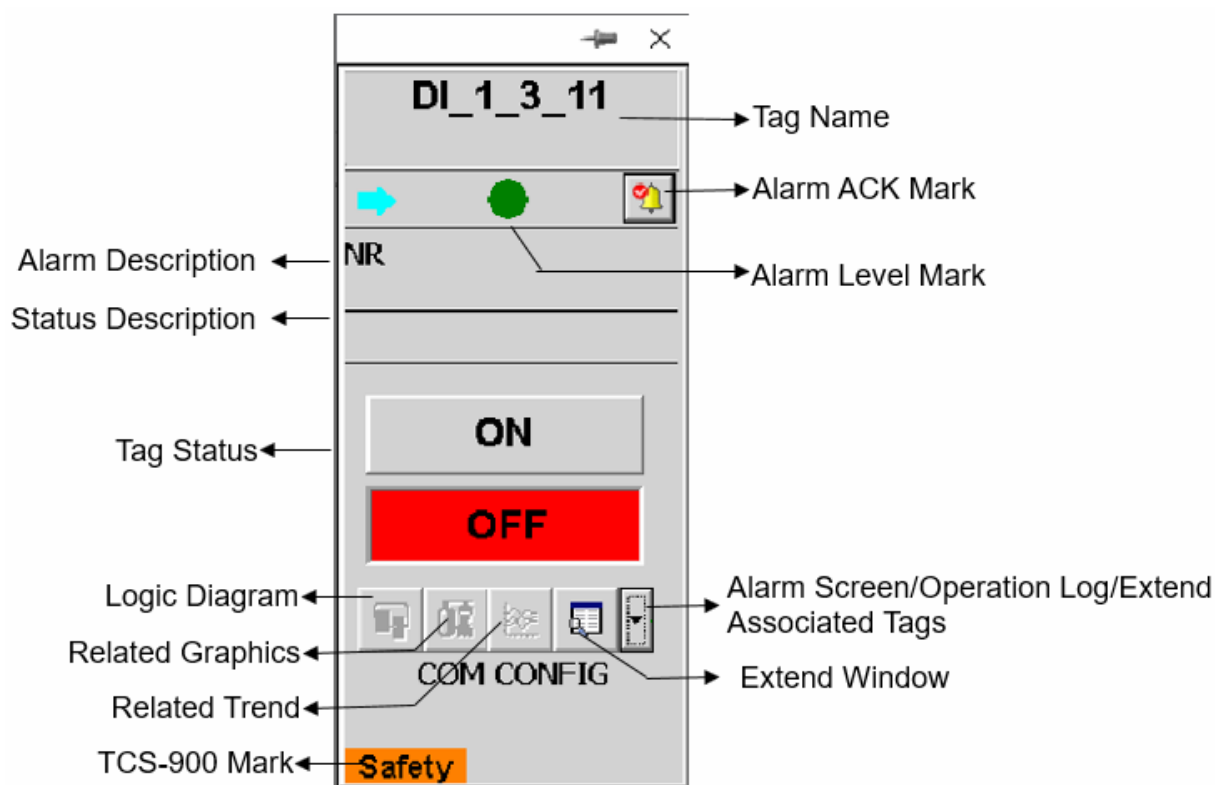 DI_1_3_11
Tag Name
Alarm ACK Mark
Alarm Description
NR
Alarm Level Mark
Status Description
ON
Tag Status
OFF
Logic Diagram
Alarm Screen/Operation Log/Extend
Associated Tags
Related Graphics
COM CONFIG
Extend Window
Related Trend
TCS-900 Mark
Safety